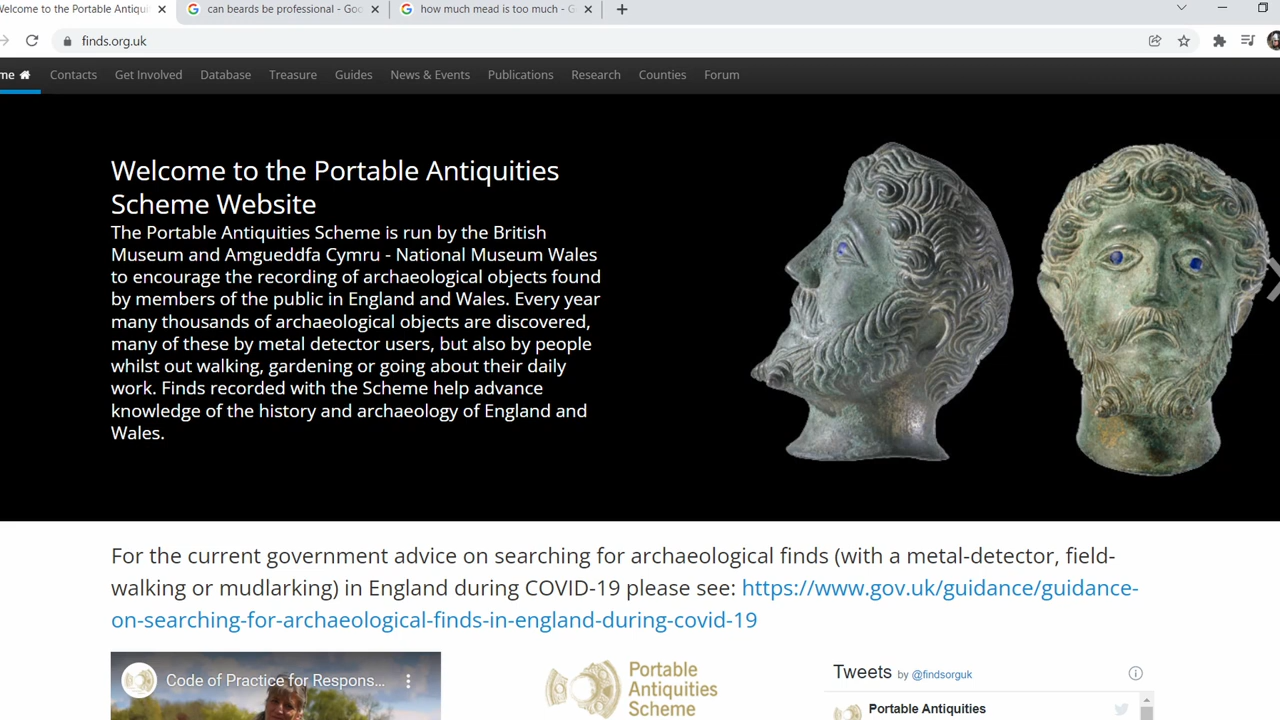 Welcome to the Portable Antiqui
can beards be professional - Goo
how much mead is too much - G
finds.org.uk
me
Contacts
Get Involved
Database
Treasure
Guides
News & Events
Publications
Research
Counties
Forum
Welcome to the Portable Antiquities
Scheme Website
The Portable Antiquities Scheme is run by the British
Museum and Amgueddfa Cymru - National Museum Wales
to encourage the recording of archaeological objects found
by members of the public in England and Wales. Every year
many thousands of archaeological objects are discovered,
many of these by metal detector users, but also by people
whilst out walking, gardening or going about their daily
work. Finds recorded with the Scheme help advance
knowledge of the history and archaeology of England and
Wales.
For the current government advice on searching for archaeological finds (with a metal-detector, field-
walking or mudlarking) in England during COVID-19 please see: https://www.gov.uk/guidance/guidance-
on-searching-for-archaeological-finds-in-england-during-covid-19
Code of Practice for Respons...
Portable
Antiquities
Scheme
Tweets by @findsorguk
Portable Antiquities